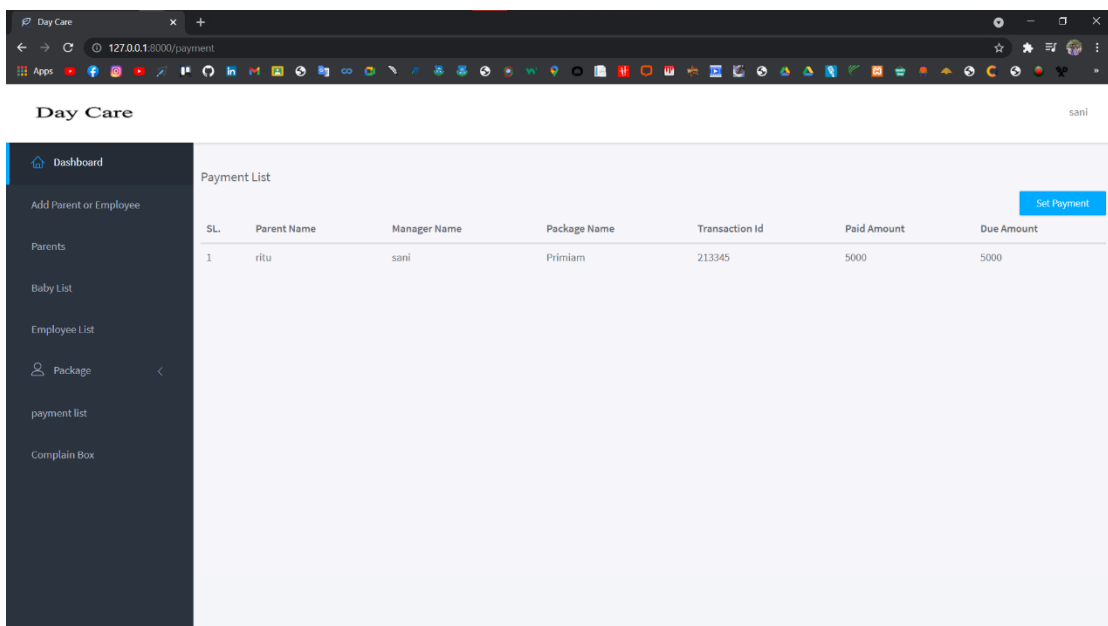 Day Care
127.0.0.1:8000/payment
Apps
Day Care
sani
Dashboard
Add Parent or Employee
Parents
Baby List
Employee List
Package
payment list
Complain Box
Payment List
Set Payment
SL. Parent Name Manager Name Package Name Transaction Id Paid Amount Due Amount
1 ritu sani Primiam 213345 5000 5000